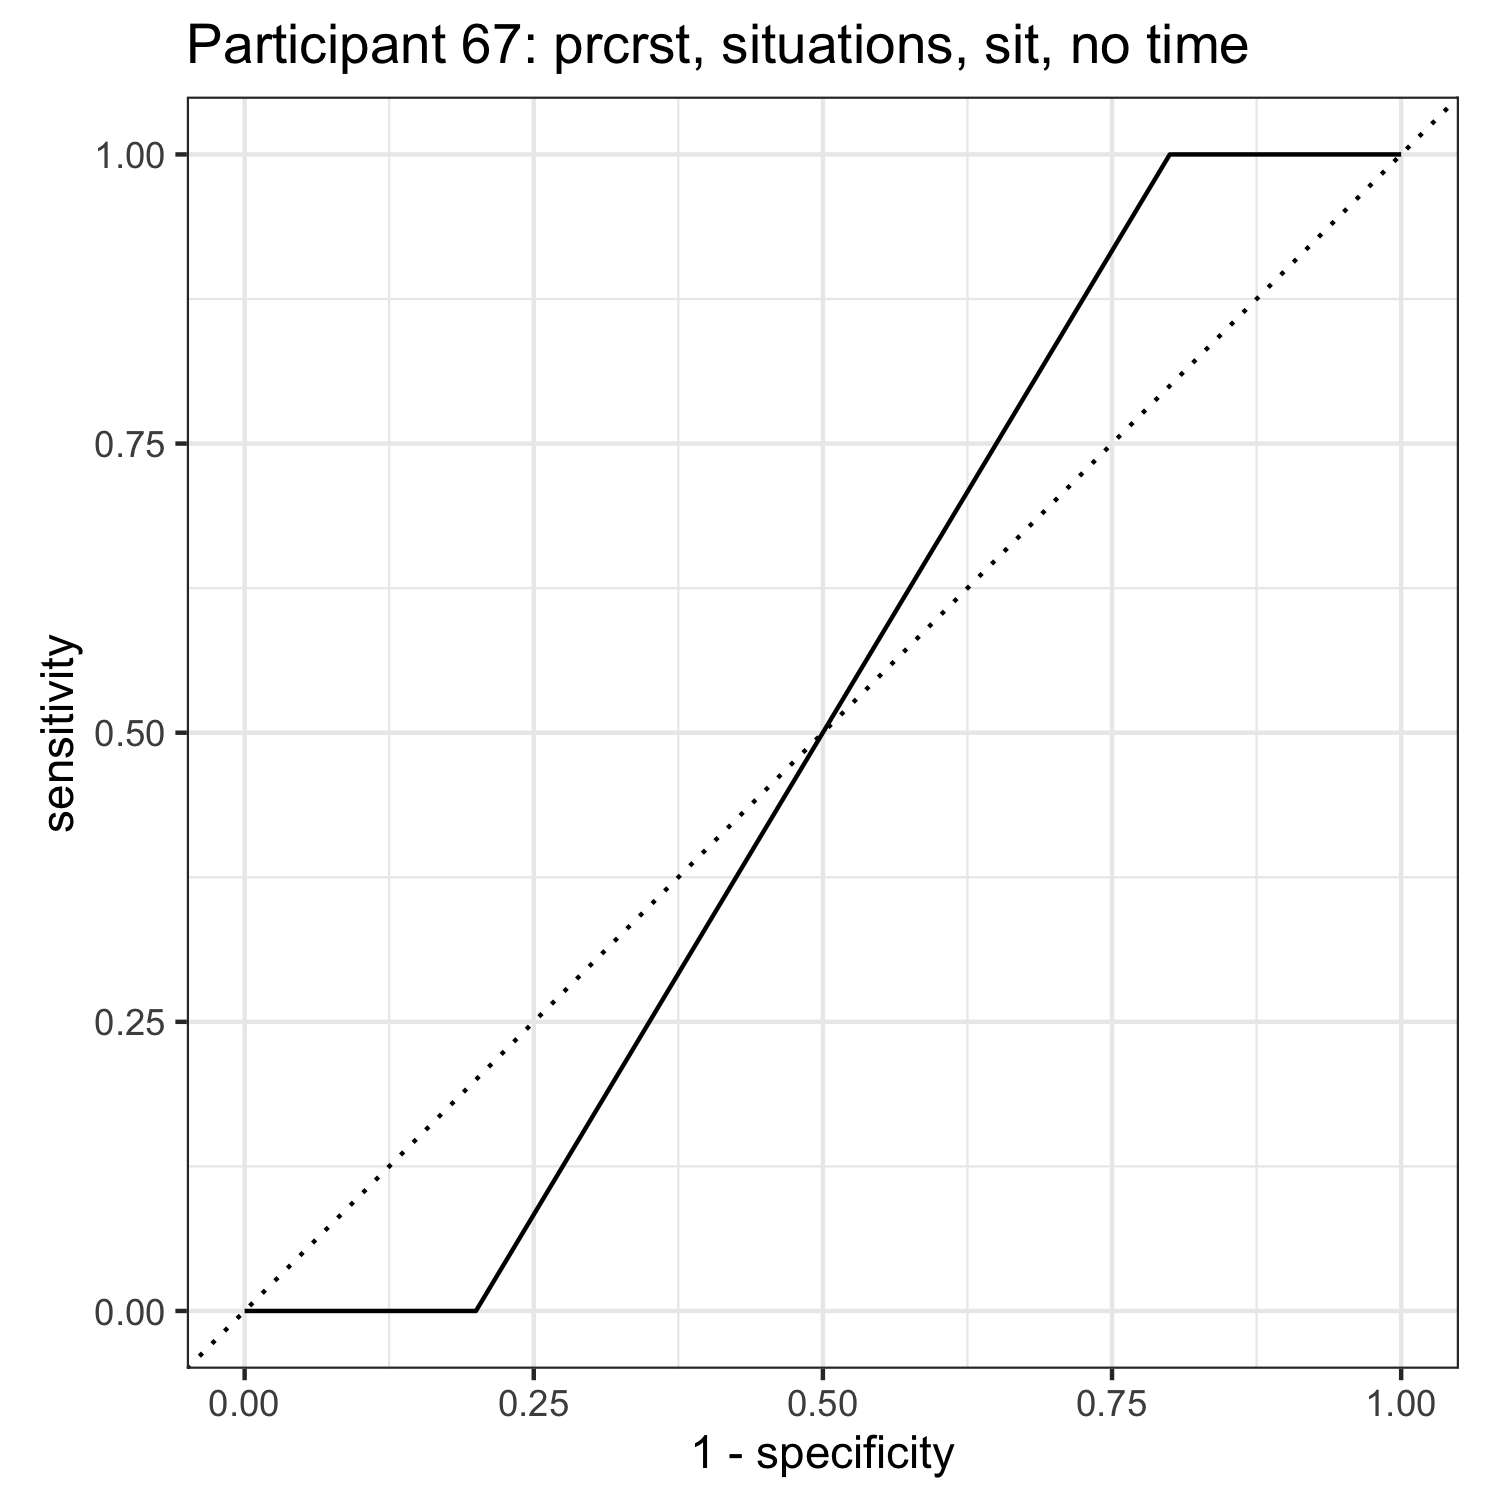 Participant 67: prcrst, situations, sit, no time
1.00
0.75
0.50
0.25
0.00
sensitivity
0.00 0.25 0.50 0.75 1.00
1 - specificity